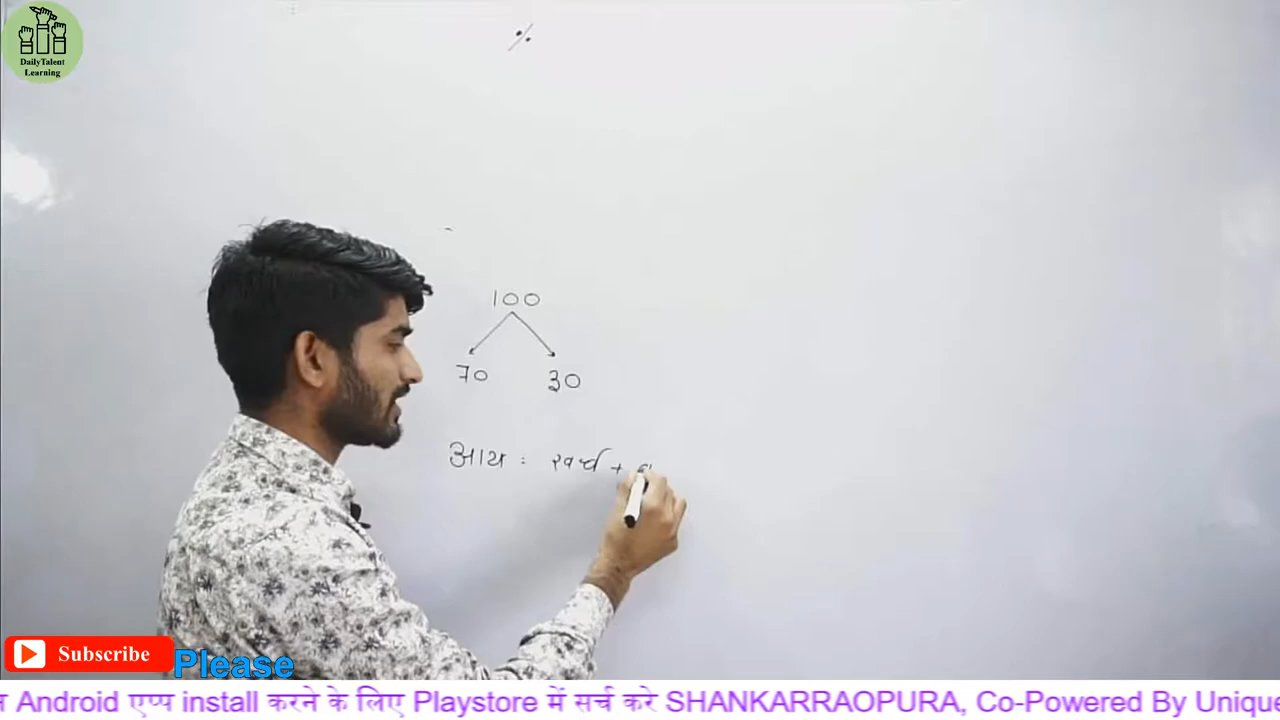 DailyTalent
Learning
%
100
70 30
आय = खर्च +
Subscribe
Please
Android एप्प install करने के लिए Playstore में सर्च करे SHANKARRAOPURA, Co-Powered By Unique